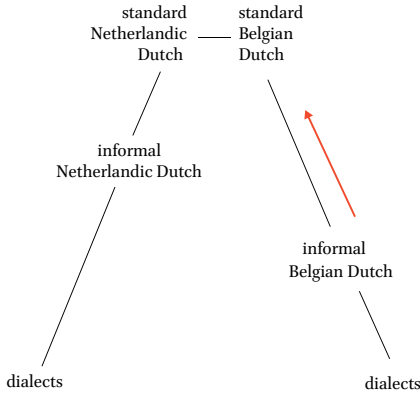 standard
Netherlandic
Dutch
standard
Belgian
Dutch
informal
Netherlandic Dutch
informal
Belgian Dutch
dialects
dialects